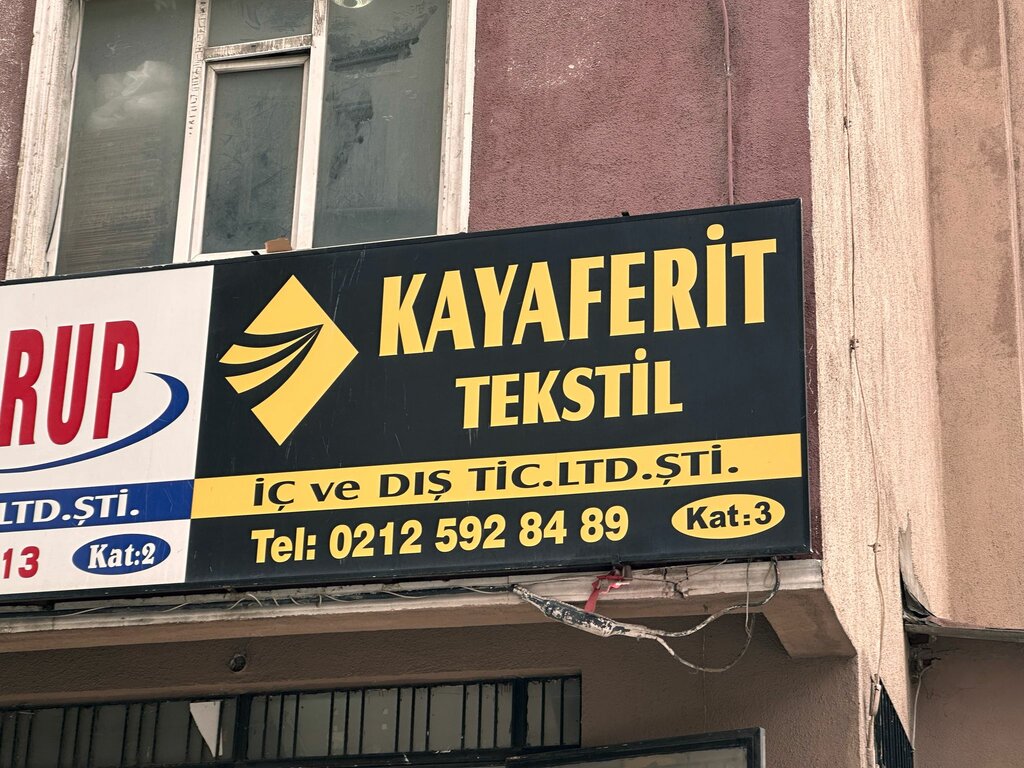 RUP
LTD.ŞTİ.
13 Kat:2
KAYAFERİT
TEKSTİL
İÇ ve DIŞ TİC.LTD.ŞTİ.
Tel: 0212 592 84 89 Kat:3